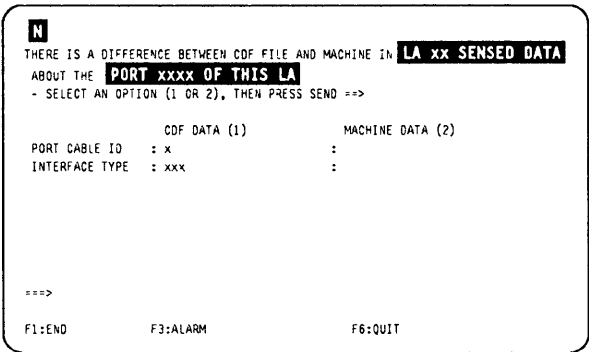 N
THERE IS A DIFFERENCE BETWEEN CDF FILE AND MACHINE IN LA xx SENSED DATA
ABOUT THE PORT xxxx OF THIS LA
- SELECT AN OPTION (1 OR 2), THEN PRESS SEND ==>
CDF DATA (1) MACHINE DATA (2)
PORT CABLE ID : x :
INTERFACE TYPE : xxx :
===>
F1:END F3:ALARM F6:QUIT